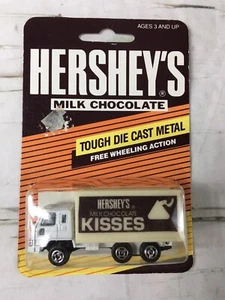 AGES 3 AND UP
HERSHEY'S®
MILK CHOCOLATE
TOUGH DIE CAST METAL
FREE WHEELING ACTION
HERSHEY'S
MILK CHOCOLATE
KISSES